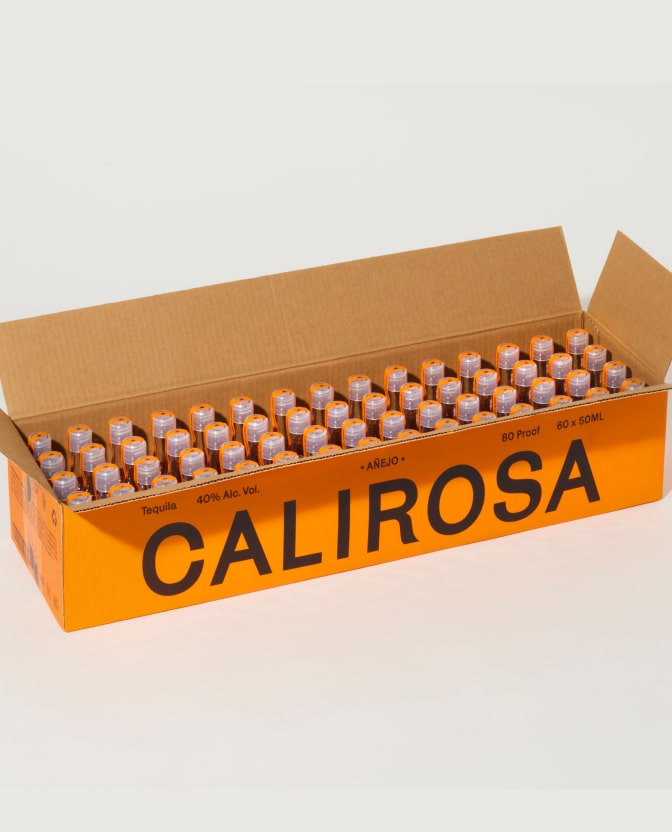 Tequila
40% Alc. Vol.
• AÑEJO •
80 Proof
60 x 50ML
CALIROSA